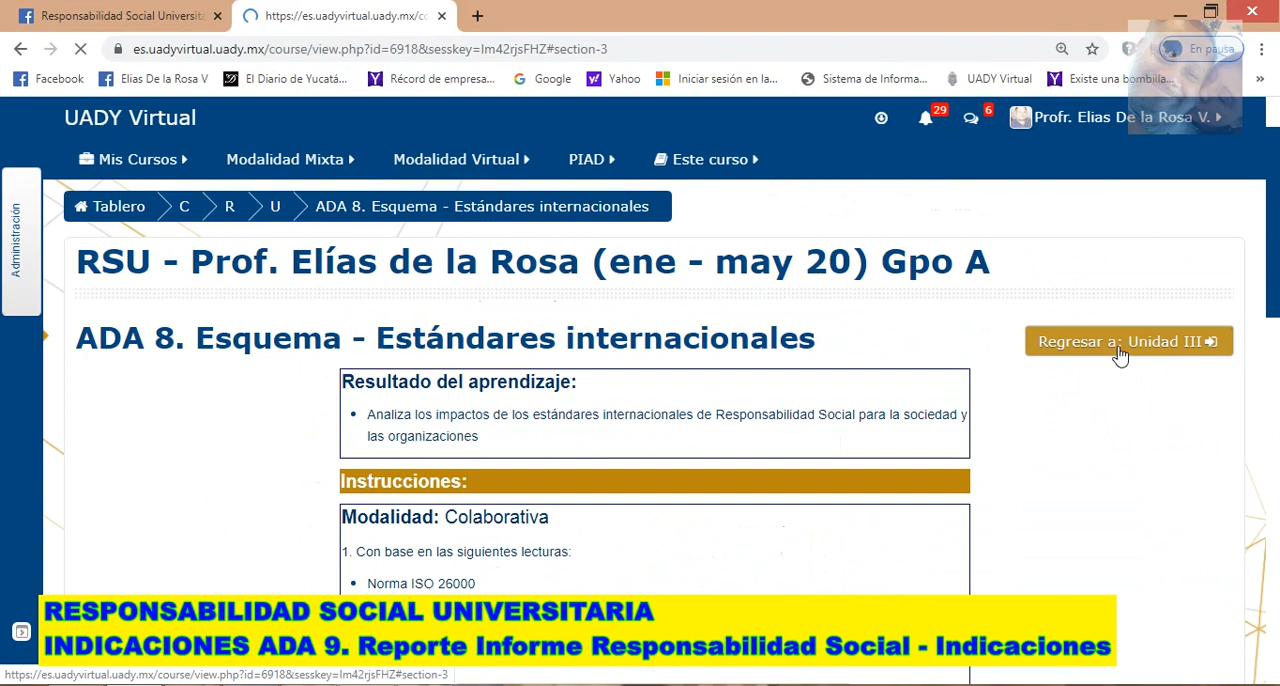 Responsabilidad Social Universita
https://es.uadyvirtual.uady.mx/co
es.uadyvirtual.uady.mx/course/view.php?id=6918&sesskey=Im42rjsFHZ#section-3
En pausa
Facebook
Elias De la Rosa V
El Diario de Yucatá...
Récord de empresa...
Google
Yahoo
Iniciar sesión en la...
Sistema de Informa...
UADY Virtual
Existe una bombilla...
UADY Virtual
29
6
Profr. Elias De la Rosa V.
Mis Cursos
Modalidad Mixta
Modalidad Virtual
PIAD
Este curso
Administración
Tablero
C
R
U
ADA 8. Esquema - Estándares internacionales
RSU - Prof. Elías de la Rosa (ene - may 20) Gpo A
ADA 8. Esquema - Estándares internacionales
Regresar a: Unidad III
Resultado del aprendizaje:
Analiza los impactos de los estándares internacionales de Responsabilidad Social para la sociedad y
las organizaciones
Instrucciones:
Modalidad: Colaborativa
1. Con base en las siguientes lecturas:
Norma ISO 26000
RESPONSABILIDAD SOCIAL UNIVERSITARIA
INDICACIONES ADA 9. Reporte Informe Responsabilidad Social - Indicaciones
https://es.uadyvirtual.uady.mx/course/view.php?id=6918&sesskey=Im42rjsFHZ#section-3